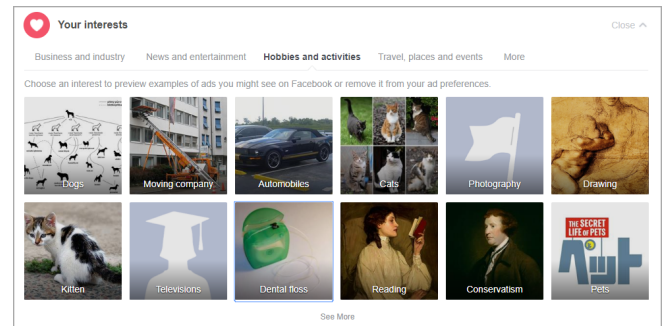 Your interests
Close
Business and industry
News and entertainment
Hobbies and activities
Travel, places and events
More
Choose an interest to preview examples of ads you might see on Facebook or remove it from your ad preferences.
Dogs
Moving company
Automobiles
Cats
Photography
Drawing
THE SECRET
LIFE OF PETS
ペット
Kitten
Televisions
Dental floss
Reading
Conservatism
Pets
See More